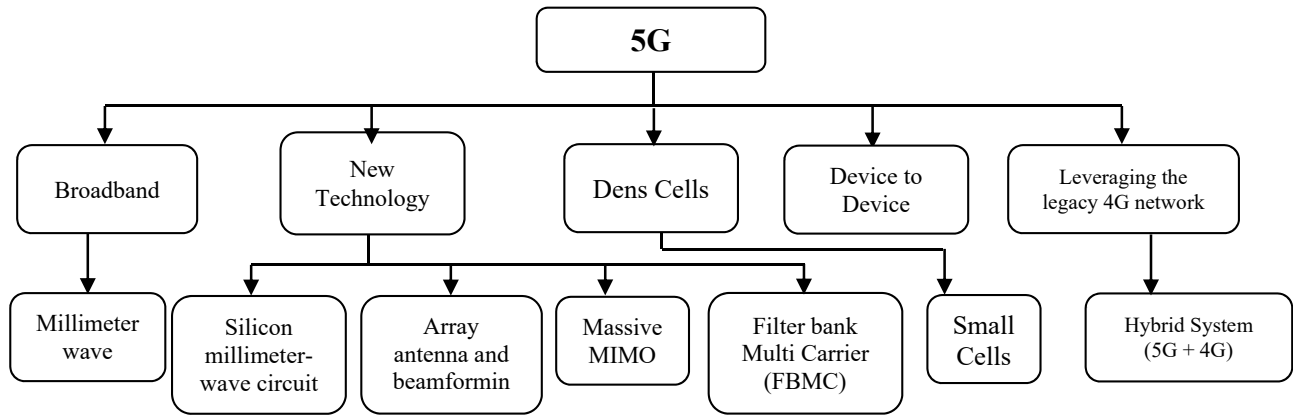 5G
Broadband
New
Technology
Dens Cells
Device to
Device
Leveraging the
legacy 4G network
Millimeter
wave
Silicon
millimeter-
wave circuit
Array
antenna and
beamformin
Massive
MIMO
Filter bank
Multi Carrier
(FBMC)
Small
Cells
Hybrid System
(5G + 4G)